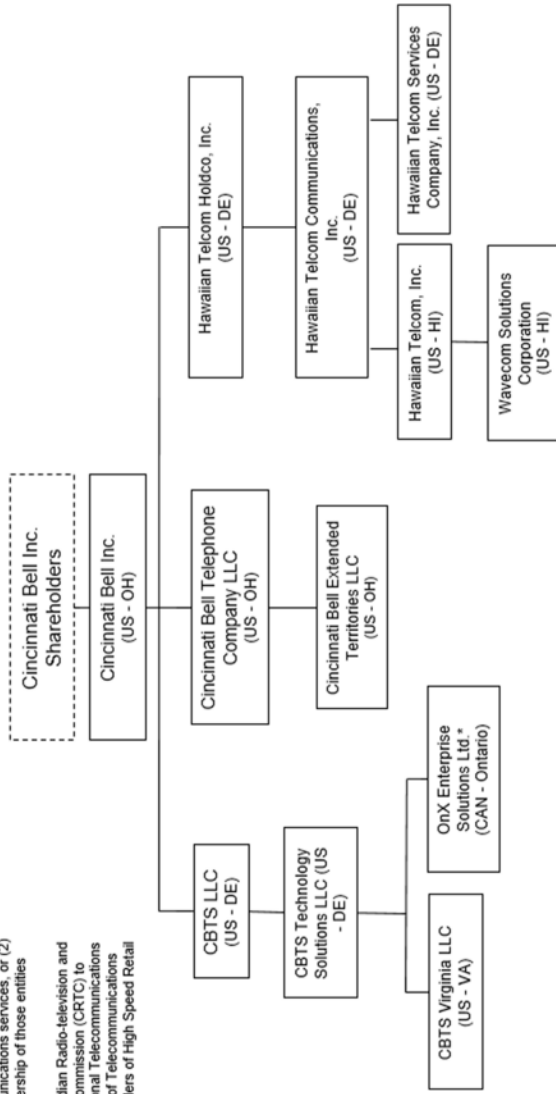 unications services, or (2)
ership of those entities
dian Radio-television and
ommission (CRTC) to
nal Telecommunications
of Telecommunications
ders of High Speed Retail
Cincinnati Bell Inc.
Shareholders
Cincinnati Bell Inc.
(US - OH)
CBTS LLC
(US - DE)
Cincinnati Bell Telephone
Company LLC
(US - OH)
Hawaiian Telcom Holdco, Inc.
(US - DE)
CBTS Technology
Solutions LLC (US
- DE)
Cincinnati Bell Extended
Territories LLC
(US - OH)
Hawaiian Telcom Communications,
Inc.
(US - DE)
CBTS Virginia LLC
(US - VA)
OnX Enterprise
Solutions Ltd.*
(CAN - Ontario)
Hawaiian Telcom, Inc.
(US - HI)
Hawaiian Telcom Services
Company, Inc. (US - DE)
Wavecom Solutions
Corporation
(US - HI)